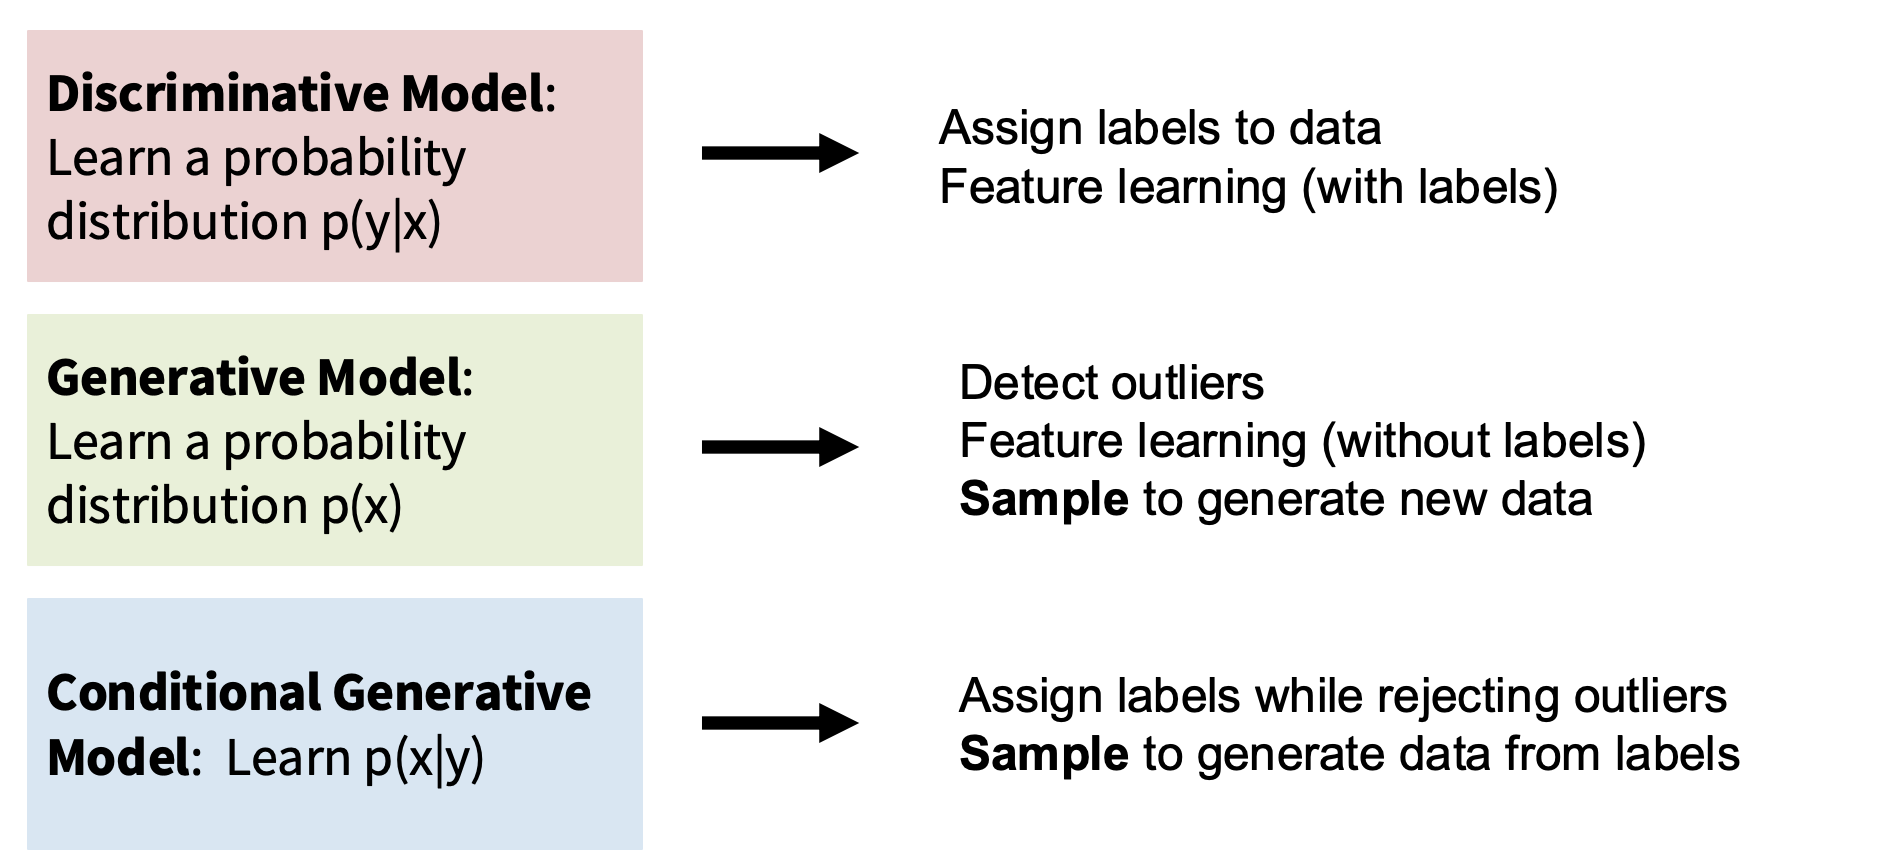 Discriminative Model:
Learn a probability
distribution p(y|x)
Assign labels to data
Feature learning (with labels)
Generative Model:
Learn a probability
distribution p(x)
Detect outliers
Feature learning (without labels)
Sample to generate new data
Conditional Generative
Model: Learn p(x|y)
Assign labels while rejecting outliers
Sample to generate data from labels